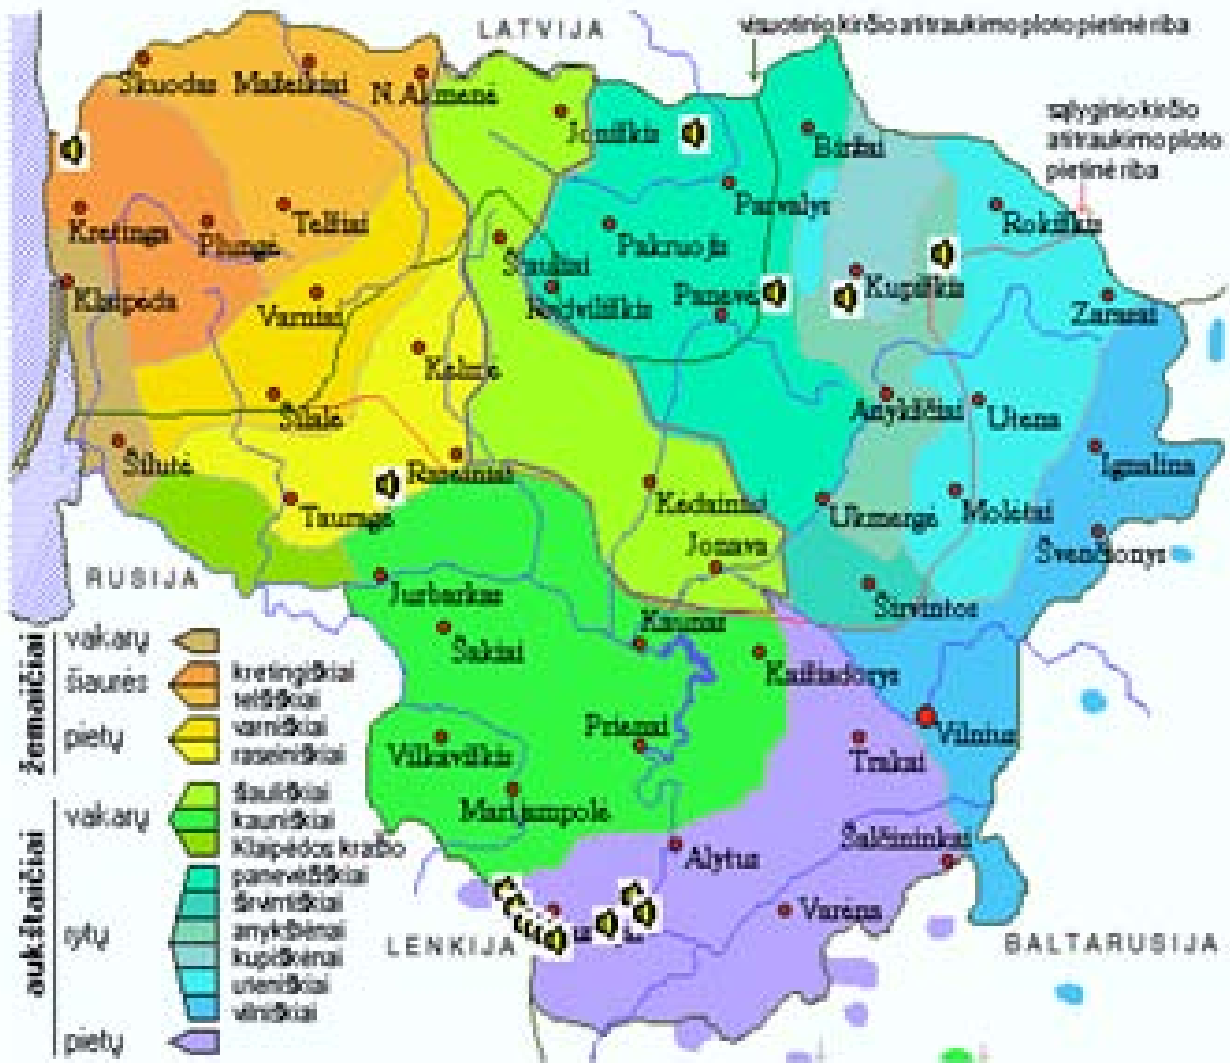 LATVIJA
visuotinio kirčio atitraukimo ploto pietinė riba
Skuodas
Mažeikiai
N. Akmenė
Joniškis
sąlyginio kirčio
atitraukimo ploto
pietinė riba
Biržai
Kretinga
Plungė
Telšiai
Pasvalys
Rokiškis
Pakruojis
Šiauliai
Klaipėda
Varniai
Radviliškis
Panevė
Kupiškis
Zarasai
Kelmė
Šilalė
Anykščiai
Utena
Šilutė
Raseiniai
Ignalina
Tauragė
Kėdainiai
Ukmergė
Molėtai
Jonava
Švenčionys
RUSIJA
Jurbarkas
Širvintos
Kaunas
Šakiai
Kaišiadorys
Prienai
Vilnius
Vilkaviškis
Trakai
Marijampolė
Šalčininkai
Alytus
Varėna
LENKIJA
BALTARUSIJA
žemaičiai
vakarų
šiaurės
kretingiškiai
telšiškiai
pietų
varniškiai
raseiniškiai
aukštaičiai
vakarų
šiauliškiai
kauniškiai
Klaipėdos krašto
rytų
panevėžiškiai
širvintiškiai
anykštėnai
kupiškėnai
uteniškiai
vilniškiai
pietų